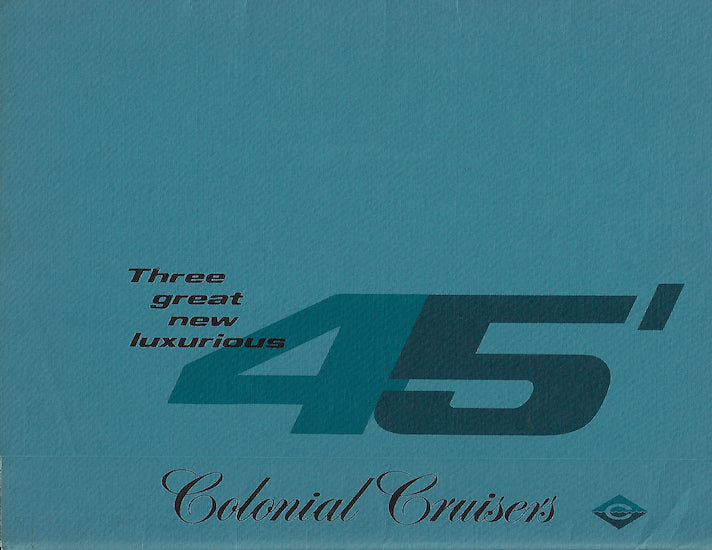 Three
great
new
luxurious
45'
Colonial Cruisers